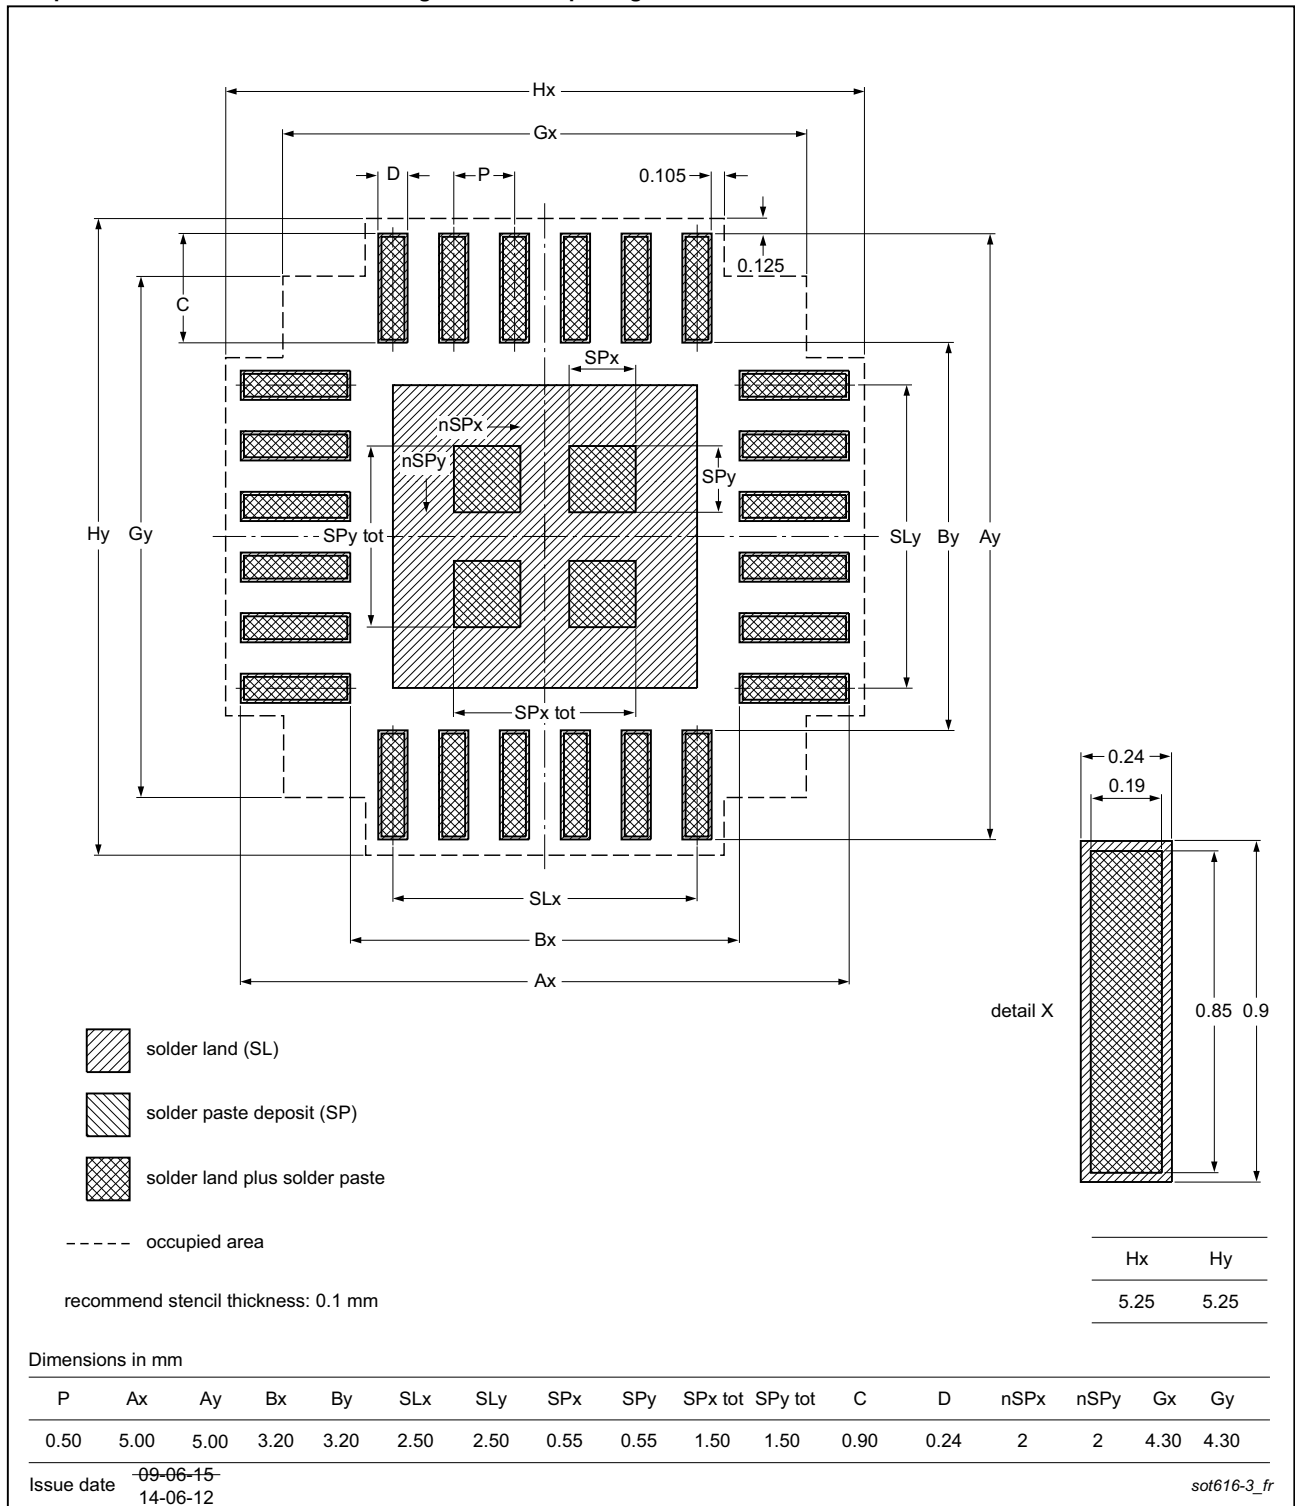 Hx
Gx
D
P
0.105
0.125
C
SPx
nSPx
nSPy
SPy
Hy
Gy
SPy tot
SLy
By
Ay
SPx tot
SLx
Bx
Ax
0.24
0.19
detail X
0.85
0.9
solder land (SL)
solder paste deposit (SP)
solder land plus solder paste
occupied area
recommend stencil thickness: 0.1 mm
Hx Hy
5.25 5.25
Dimensions in mm
P Ax Ay Bx By SLx SLy SPx SPy SPx tot SPy tot C D nSPx nSPy Gx Gy
0.50 5.00 5.00 3.20 3.20 2.50 2.50 0.55 0.55 1.50 1.50 0.90 0.24 2 2 4.30 4.30
Issue date 09-06-15
14-06-12
sot616-3_fr